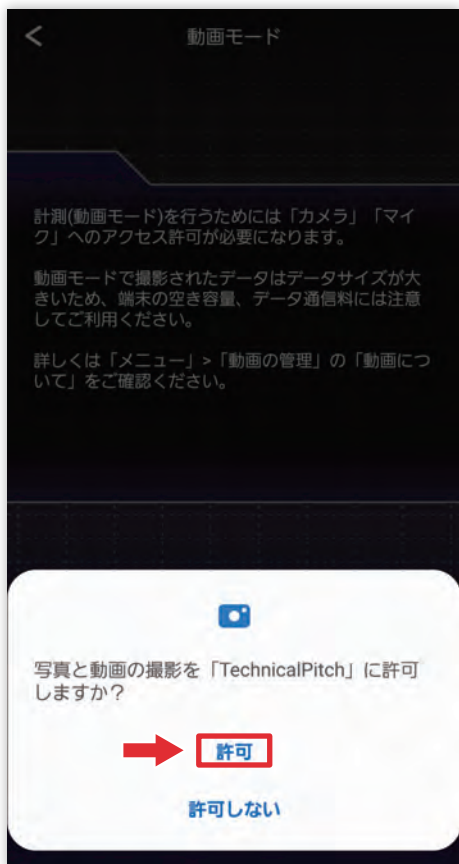 動画モード
計測(動画モード)を行うためには「カメラ」「マイ
ク」へのアクセス許可が必要になります。
動画モードで撮影されたデータはデータサイズが大
きいため、端末の空き容量、データ通信料には注意
してご利用ください。
詳しくは「メニュー」>「動画の管理」の「動画につ
いて」をご確認ください。
写真と動画の撮影を「TechnicalPitch」に許可
しますか？
許可
許可しない